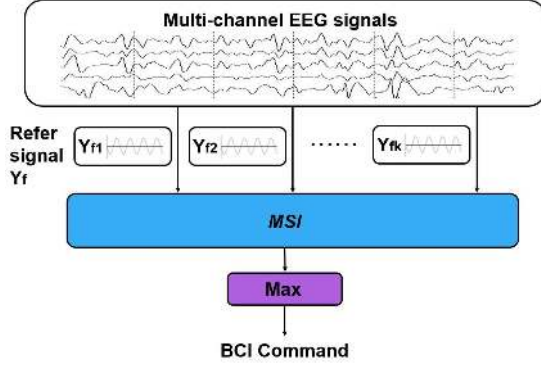 Multi-channel EEG signals
Refer
signal
Yf
Yf1
Yf2
......
Yfk
MSI
Max
BCI Command